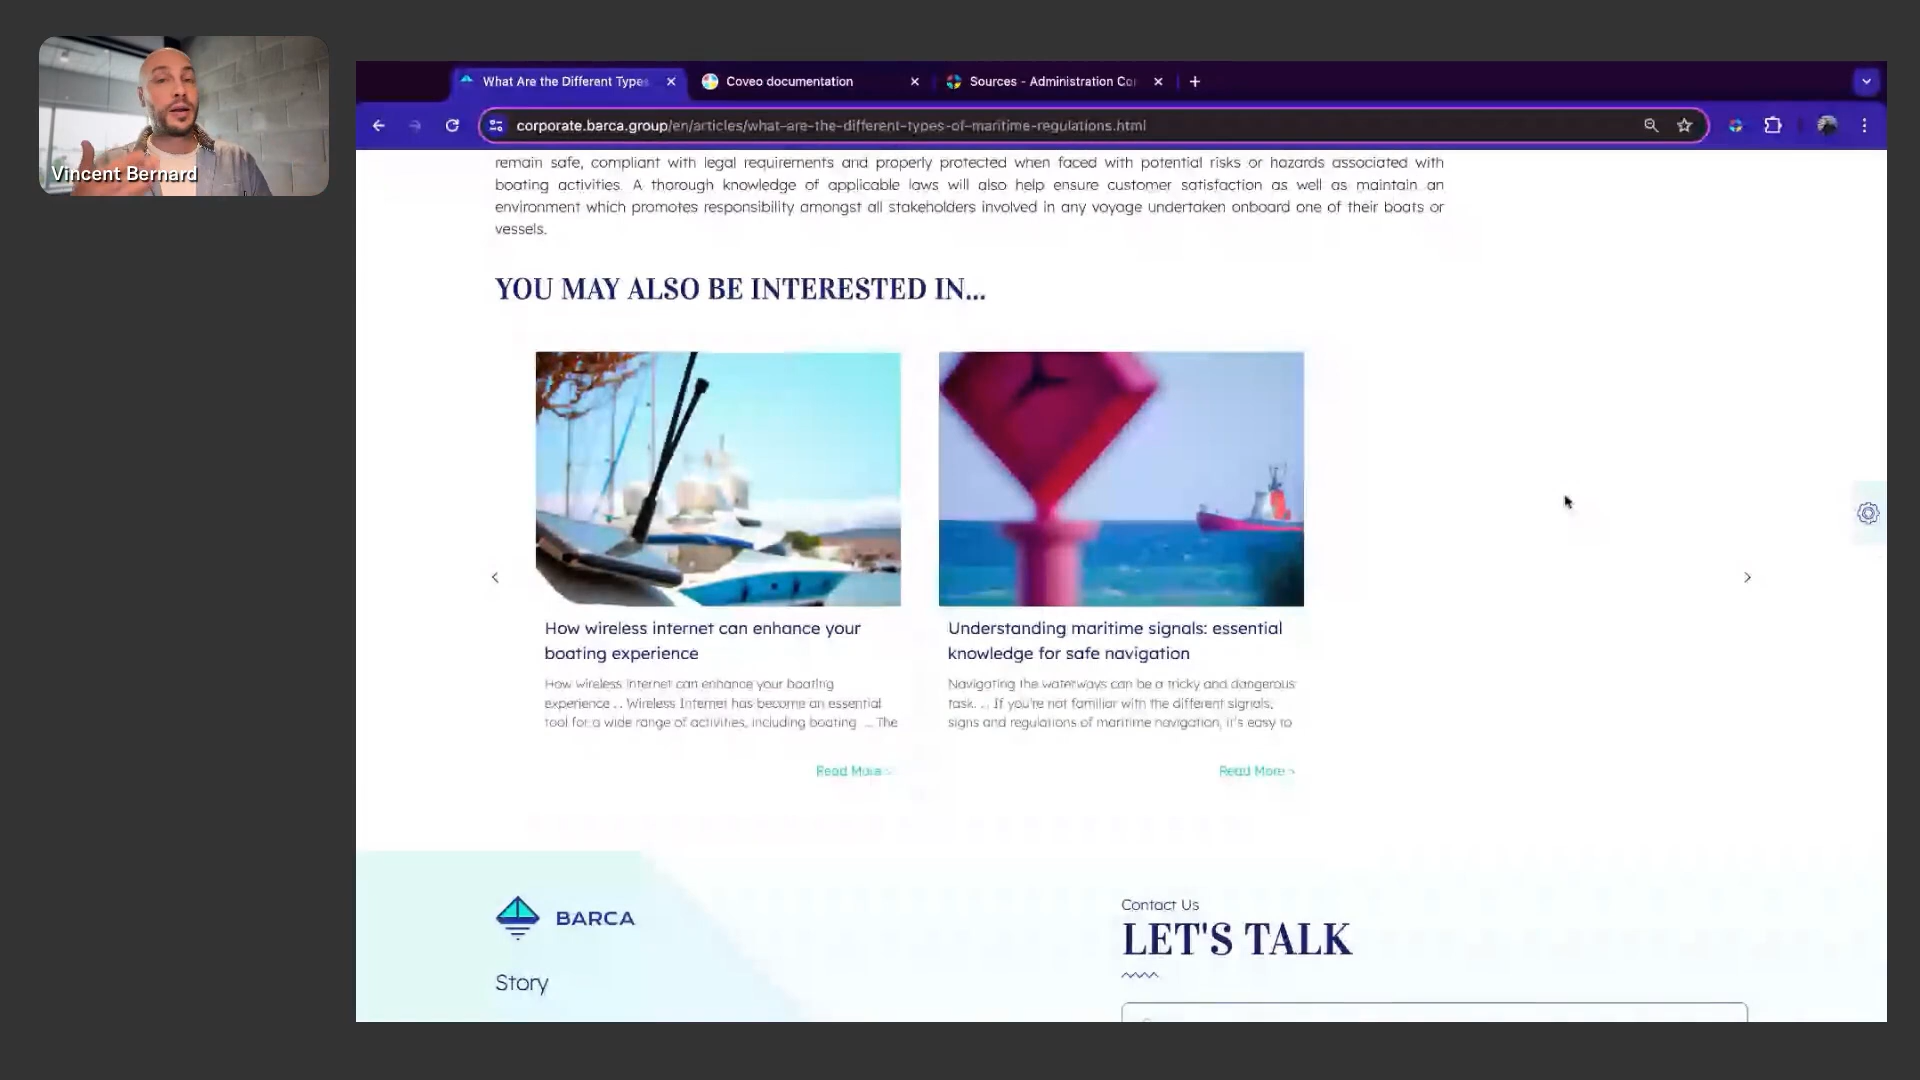 Vincent Bernard
What Are the Different Types
Coveo documentation
Sources - Administration Co
corporate.barca.group/en/articles/what-are-the-different-types-of-maritime-regulations.html
remain safe, compliant with legal requirements and properly protected when faced with potential risks or hazards associated with
boating activities. A thorough knowledge of applicable laws will also help ensure customer satisfaction as well as maintain an
environment which promotes responsibility amongst all stakeholders involved in any voyage undertaken onboard one of their boats or
vessels.
YOU MAY ALSO BE INTERESTED IN...
How wireless internet can enhance your
boating experience
How wireless internet can enhance your boating
experience ... Wireless Internet has become an essential
tool for a wide range of activities, including boating ... The
Read More >
Understanding maritime signals: essential
knowledge for safe navigation
Navigating the waterways can be a tricky and dangerous
task. ... If you're not familiar with the different signals,
signs and regulations of maritime navigation, it's easy to
Read More >
BARCA
Story
Contact Us
LET'S TALK